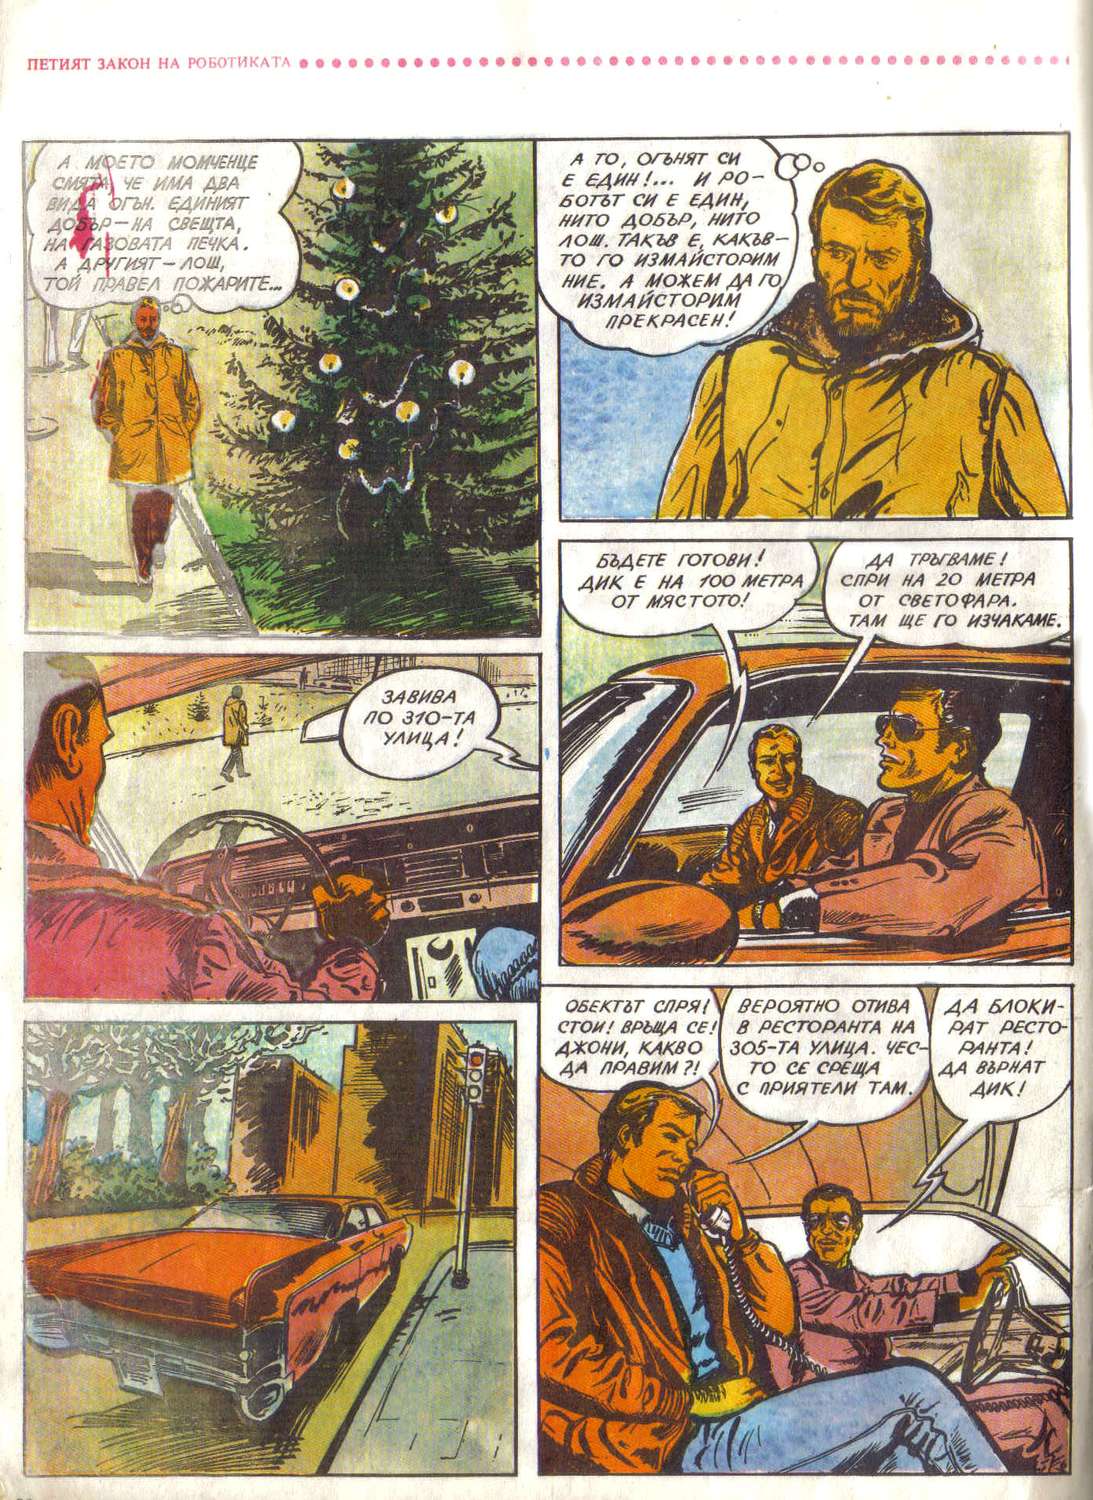 ПЕТИЯТ ЗАКОН НА РОБОТИКАТА
А МОЕТО МОМЧЕНЦЕ
СМЯТА, ЧЕ ИМА ДВА
ВИДА ОГЪН. ЕДИНИЯТ
ДОБЪР – НА СВЕЩТА,
НА ГАЗОВАТА ПЕЧКА.
А ДРУГИЯТ – ЛОШ,
ТОЙ ПРАВЕЛ ПОЖАРИТЕ...
А ТО, ОГЪНЯТ СИ
Е ЕДИН!... И РО-
БОТЪТ СИ Е ЕДИН,
НИТО ДОБЪР, НИТО
ЛОШ. ТАКЪВ Е, КАКЪВ-
ТО ГО ИЗМАЙСТОРИМ
НИЕ. А МОЖЕМ ДА ГО
ИЗМАЙСТОРИМ
ПРЕКРАСЕН!
ЗАВИВА
ПО 310-ТА
УЛИЦА!
БЪДЕТЕ ГОТОВИ!
ДИК Е НА 100 МЕТРА
ОТ МЯСТОТО!
ДА ТРЪГВАМЕ!
СПРИ НА 20 МЕТРА
ОТ СВЕТОФАРА.
ТАМ ЩЕ ГО ИЗЧАКАМЕ.
ОБЕКТЪТ СПРЯ!
СТОИ! ВРЪЩА СЕ!
ДЖОНИ, КАКВО
ДА ПРАВИМ?!
ВЕРОЯТНО ОТИВА
В РЕСТОРАНТА НА
305-ТА УЛИЦА. ЧЕС-
ТО СЕ СРЕЩА
С ПРИЯТЕЛИ ТАМ.
ДА БЛОКИ-
РАТ РЕСТО-
РАНТА!
ДА ВЪРНАТ
ДИК!